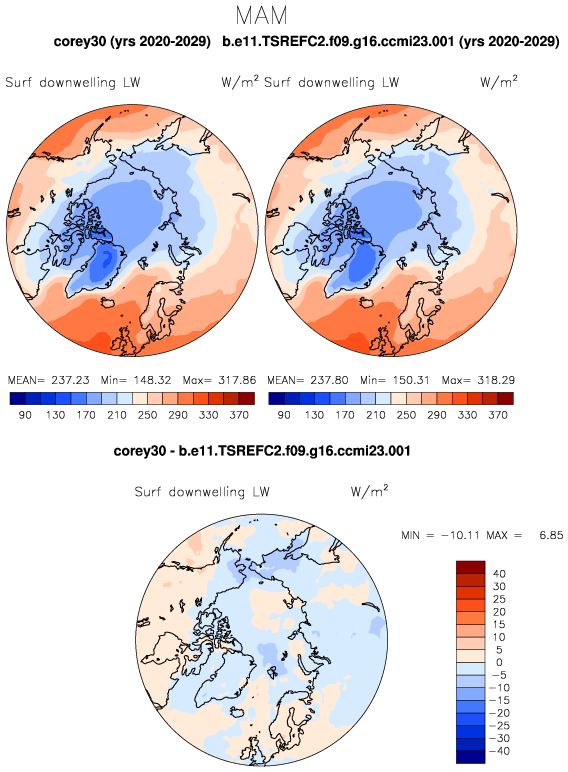 MAM
corey30 (yrs 2020-2029) b.e11.TSREFC2.f09.g16.ccmi23.001 (yrs 2020-2029)
Surf downwelling LW W/m² Surf downwelling LW W/m²
MEAN= 237.23 Min= 148.32 Max= 317.86 MEAN= 237.80 Min= 150.31 Max= 318.29
90 130 170 210 250 290 330 370 90 130 170 210 250 290 330 370
corey30 - b.e11.TSREFC2.f09.g16.ccmi23.001
Surf downwelling LW W/m²
MIN = −10.11 MAX = 6.85
40
30
25
20
15
10
5
0
−5
−10
−15
−20
−25
−30
−40